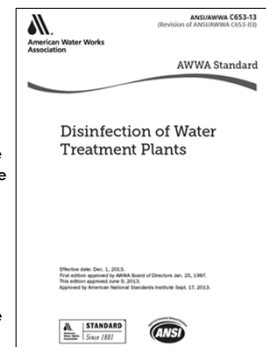 ANSI/AWWA C653-13
(Revision of ANSI/AWWA C653-03)
American Water Works
Association
AWWA Standard
Disinfection of Water
Treatment Plants
e
e
e
Effective date: Dec. 1, 2013.
First edition approved by AWWA Board of Directors Jan. 25, 1987.
This edition approved June 9, 2013.
Approved by American National Standards Institute Sept. 17, 2013.
STANDARD
Since 1881
ANSI